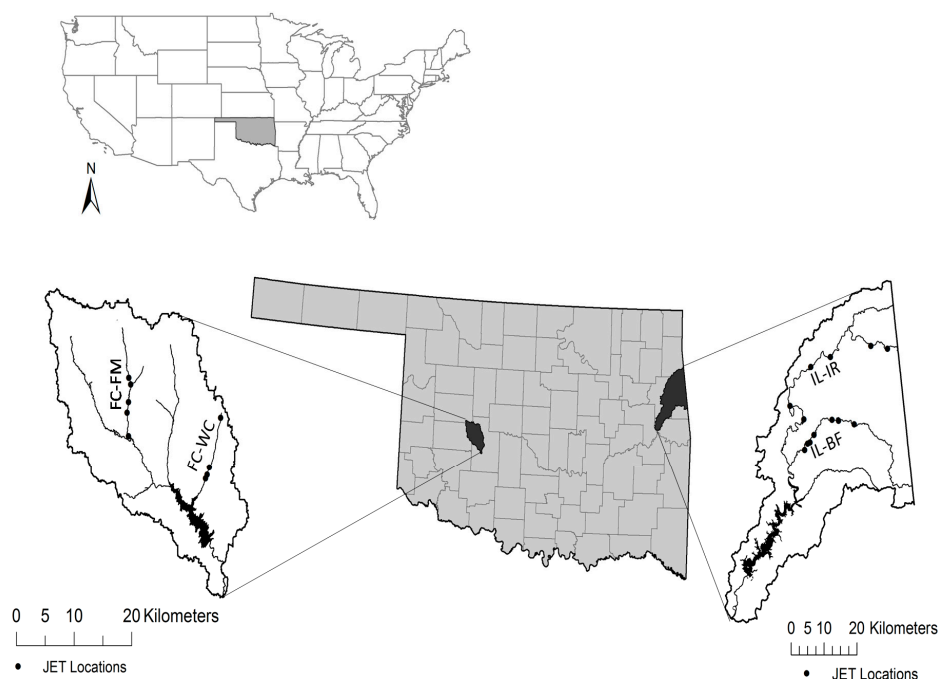 N
FC-FM
FC-WC
IL-IR
IL-BF
0 5 10 20 Kilometers
JET Locations
0 5 10 20 Kilometers
JET Locations